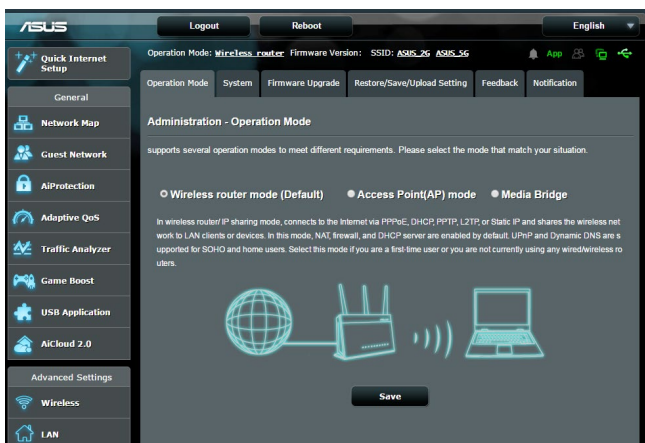 ASUS
Logout
Reboot
English
Quick Internet
Setup
Operation Mode: Wireless router Firmware Version: SSID: ASUS_2G ASUS_5G
App
Operation Mode
System
Firmware Upgrade
Restore/Save/Upload Setting
Feedback
Notification
General
Network Map
Guest Network
AiProtection
Adaptive QoS
Traffic Analyzer
Game Boost
USB Application
AiCloud 2.0
Advanced Settings
Wireless
LAN
Administration - Operation Mode
supports several operation modes to meet different requirements. Please select the mode that match your situation.
Wireless router mode (Default)
Access Point(AP) mode
Media Bridge
In wireless router/ IP sharing mode, connects to the Internet via PPPoE, DHCP, PPTP, L2TP, or Static IP and shares the wireless net
work to LAN clients or devices. In this mode, NAT, firewall, and DHCP server are enabled by default. UPnP and Dynamic DNS are s
upported for SOHO and home users. Select this mode if you are a first-time user or you are not currently using any wired/wireless ro
uters.
Save